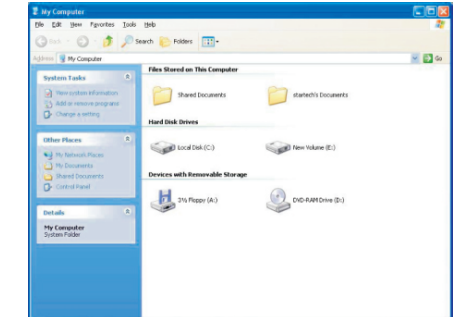 My Computer
File Edit View Favorites Tools Help
Back Search Folders
Address My Computer Go
System Tasks
View system information
Add or remove programs
Change a setting
Other Places
My Network Places
My Documents
Shared Documents
Control Panel
Details
My Computer
System Folder
Files Stored on This Computer
Shared Documents startech's Documents
Hard Disk Drives
Local Disk (C:) New Volume (E:)
Devices with Removable Storage
3½ Floppy (A:) DVD-RAM Drive (D:)